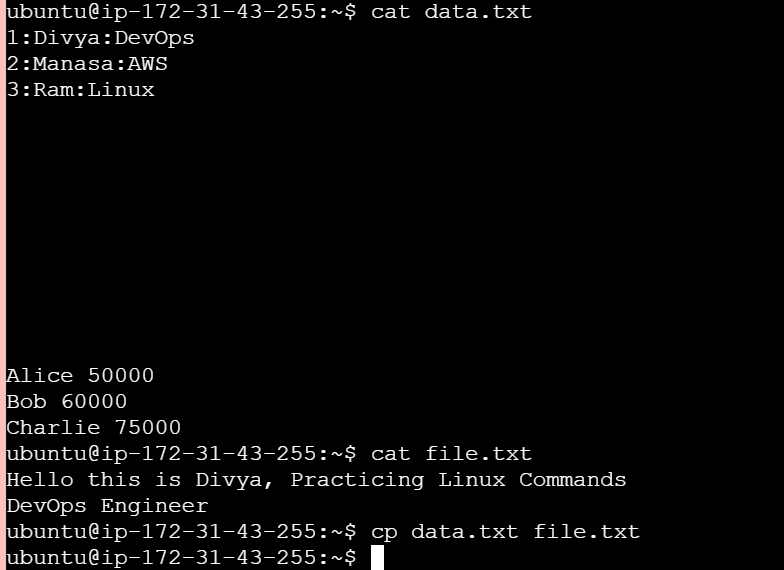 ubuntu@ip-172-31-43-255:~$ cat data.txt
1:Divya:DevOps
2:Manasa:AWS
3:Ram:Linux
Alice 50000
Bob 60000
Charlie 75000
ubuntu@ip-172-31-43-255:~$ cat file.txt
Hello this is Divya, Practicing Linux Commands
DevOps Engineer
ubuntu@ip-172-31-43-255:~$ cp data.txt file.txt
ubuntu@ip-172-31-43-255:~$